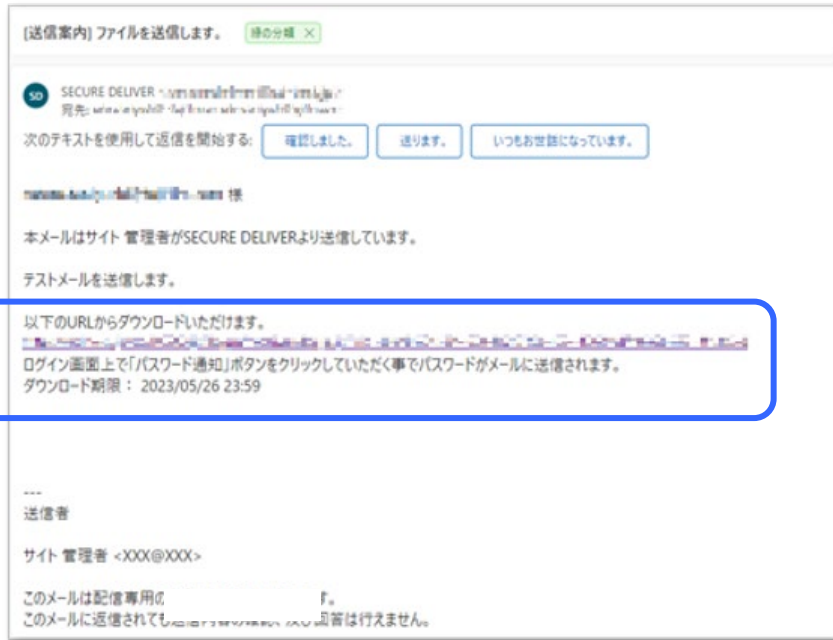 [送信案内] ファイルを送信します。 緑の分類 ×
SD SECURE DELIVER
宛先:
次のテキストを使用して返信を開始する: 確認しました。 送ります。 いつもお世話になっています。
様
本メールはサイト 管理者がSECURE DELIVERより送信しています。
テストメールを送信します。
以下のURLからダウンロードいただけます。
ログイン画面上で「パスワード通知」ボタンをクリックしていただく事でパスワードがメールに送信されます。
ダウンロード期限： 2023/05/26 23:59
---
送信者
サイト 管理者 <XXX@XXX>
このメールは配信専用の す。
このメールに返信されても 回答は行えません。